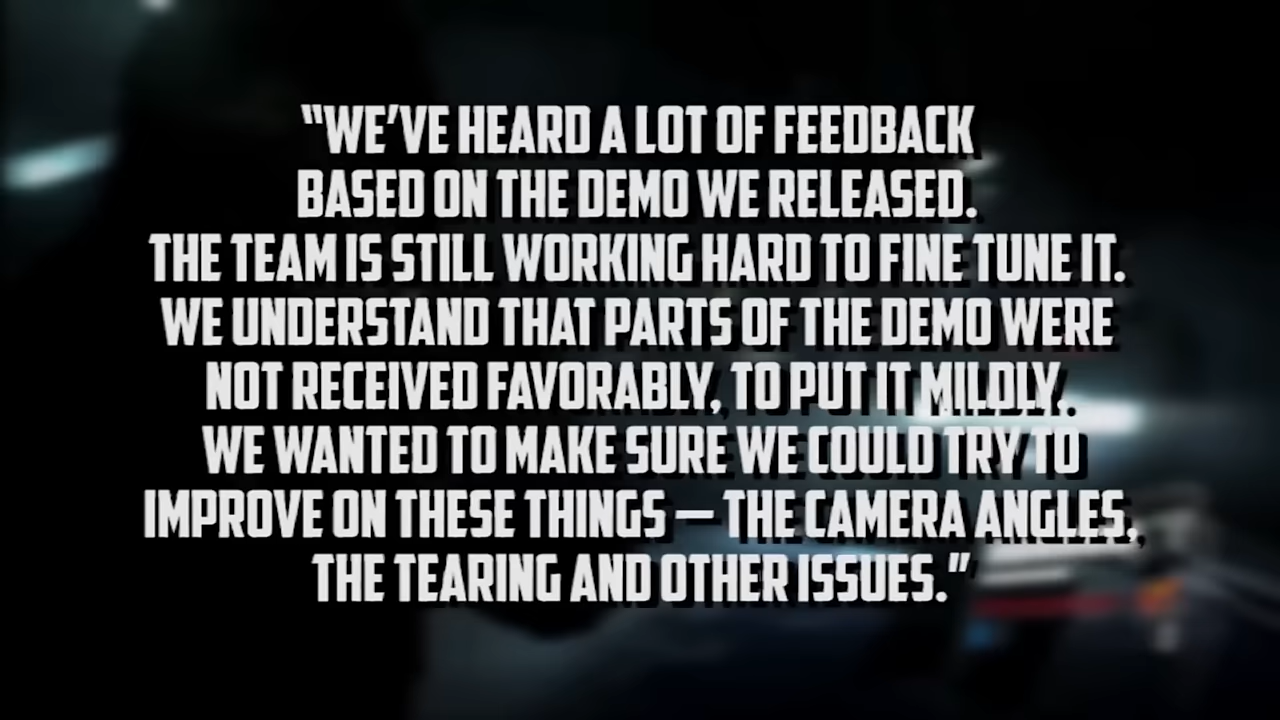 “WE’VE HEARD A LOT OF FEEDBACK
BASED ON THE DEMO WE RELEASED.
THE TEAM IS STILL WORKING HARD TO FINE TUNE IT.
WE UNDERSTAND THAT PARTS OF THE DEMO WERE
NOT RECEIVED FAVORABLY, TO PUT IT MILDLY.
WE WANTED TO MAKE SURE WE COULD TRY TO
IMPROVE ON THESE THINGS — THE CAMERA ANGLES,
THE TEARING AND OTHER ISSUES.”